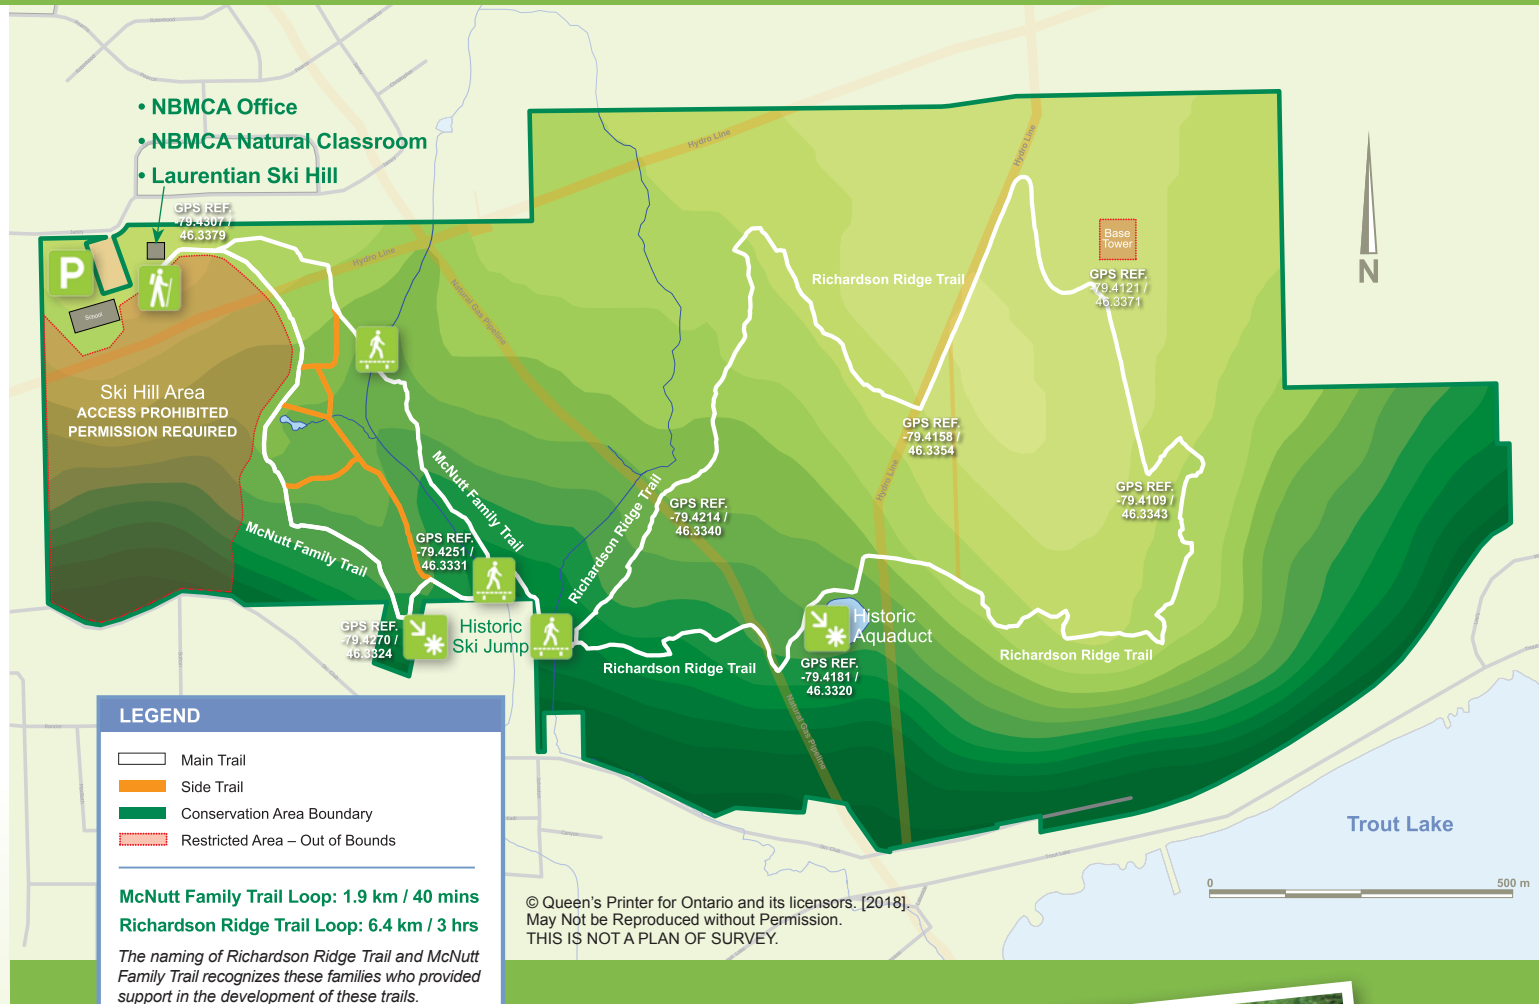 • NBMCA Office
• NBMCA Natural Classroom
• Laurentian Ski Hill
GPS REF.
-79.4307 /
46.3379
P
School
Hydro Line
Hydro Line
Hydro Line
Natural Gas Pipeline
Base
Tower
GPS REF.
-79.4121 /
46.3371
N
Richardson Ridge Trail
Ski Hill Area
ACCESS PROHIBITED
PERMISSION REQUIRED
GPS REF.
-79.4158 /
46.3354
Hydro Line
McNutt Family Trail
Richardson Ridge Trail
GPS REF.
-79.4214 /
46.3340
GPS REF.
-79.4109 /
46.3343
McNutt Family Trail
GPS REF.
-79.4251 /
46.3331
GPS REF.
-79.4270 /
46.3324
Historic
Ski Jump
Historic
Aquaduct
Richardson Ridge Trail
GPS REF.
-79.4181 /
46.3320
Richardson Ridge Trail
Natural Gas Pipeline
Trout Lake
0 500 m
LEGEND
Main Trail
Side Trail
Conservation Area Boundary
Restricted Area – Out of Bounds
McNutt Family Trail Loop: 1.9 km / 40 mins
Richardson Ridge Trail Loop: 6.4 km / 3 hrs
The naming of Richardson Ridge Trail and McNutt
Family Trail recognizes these families who provided
support in the development of these trails.
© Queen's Printer for Ontario and its licensors. [2018].
May Not be Reproduced without Permission.
THIS IS NOT A PLAN OF SURVEY.